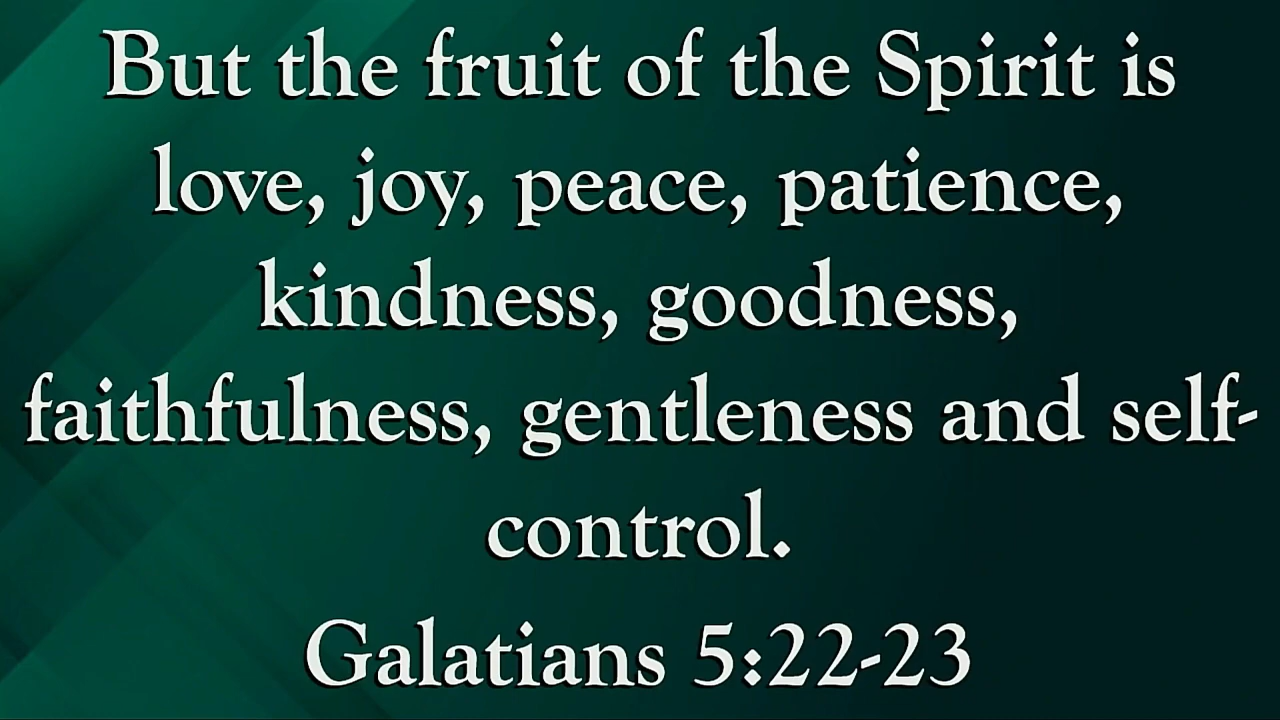 But the fruit of the Spirit is
love, joy, peace, patience,
kindness, goodness,
faithfulness, gentleness and self-
control.
Galatians 5:22-23